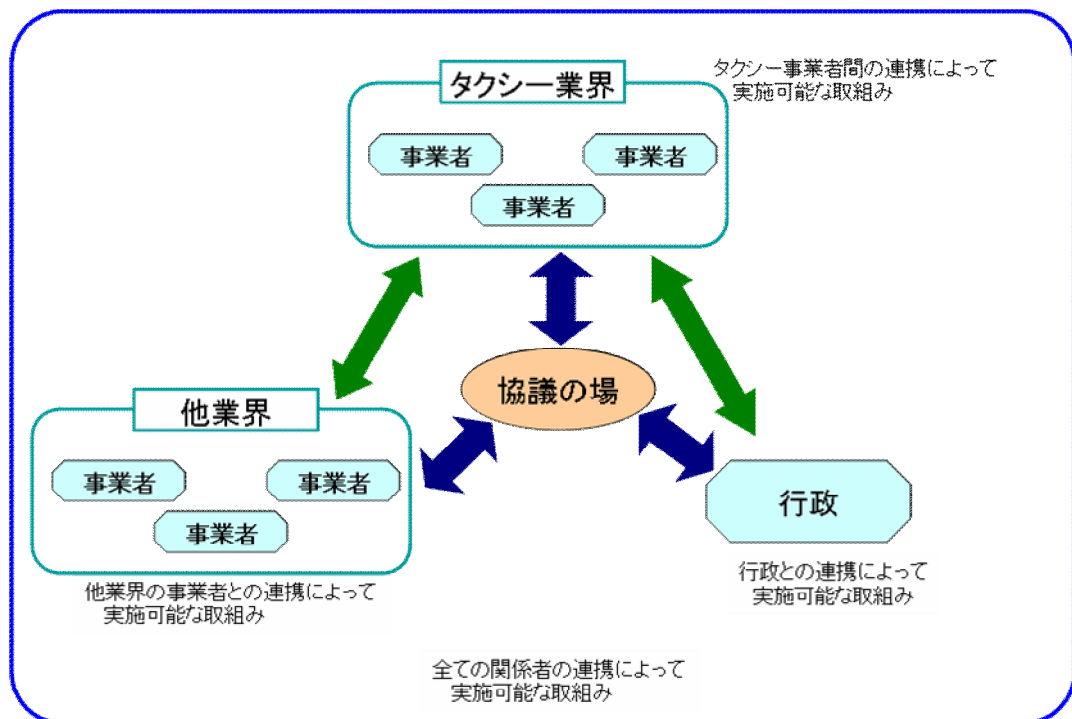 タクシー業界
タクシー事業者間の連携によって
実施可能な取組み
事業者
事業者
事業者
協議の場
他業界
事業者
事業者
事業者
行政
他業界の事業者との連携によって
実施可能な取組み
行政との連携によって
実施可能な取組み
全ての関係者の連携によって
実施可能な取組み